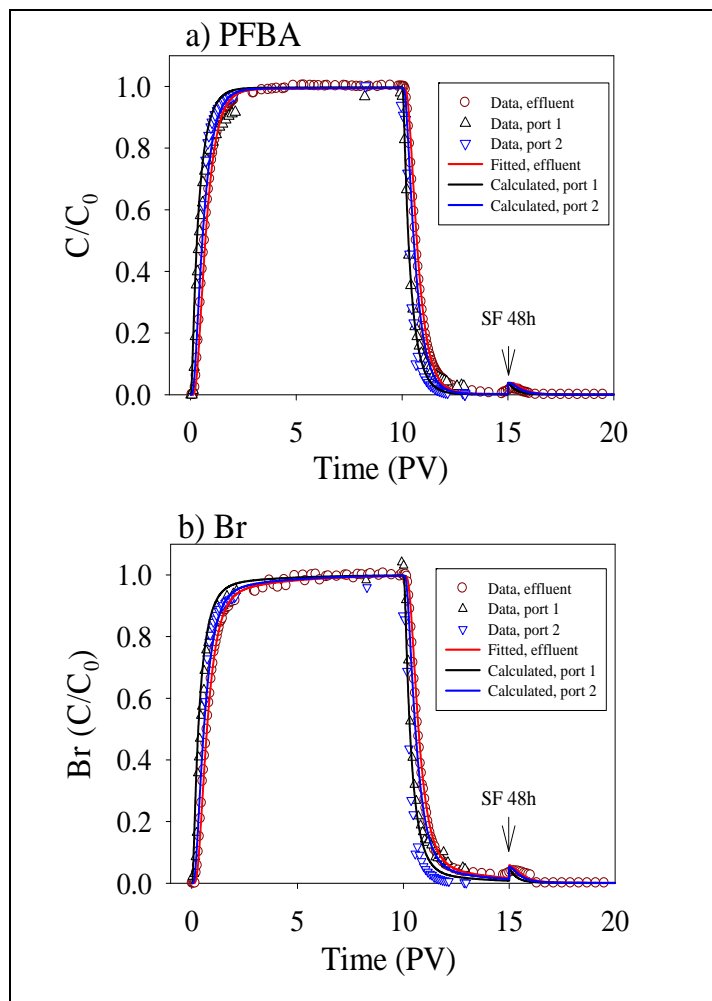 a) PFBA
1.0
0.8
0.6
0.4
0.2
0.0
C/C0
Data, effluent
Data, port 1
Data, port 2
Fitted, effluent
Calculated, port 1
Calculated, port 2
SF 48h
0 5 10 15 20
Time (PV)
b) Br
1.0
0.8
0.6
0.4
0.2
0.0
Br (C/C0)
Data, effluent
Data, port 1
Data, port 2
Fitted, effluent
Calculated, port 1
Calculated, port 2
SF 48h
0 5 10 15 20
Time (PV)